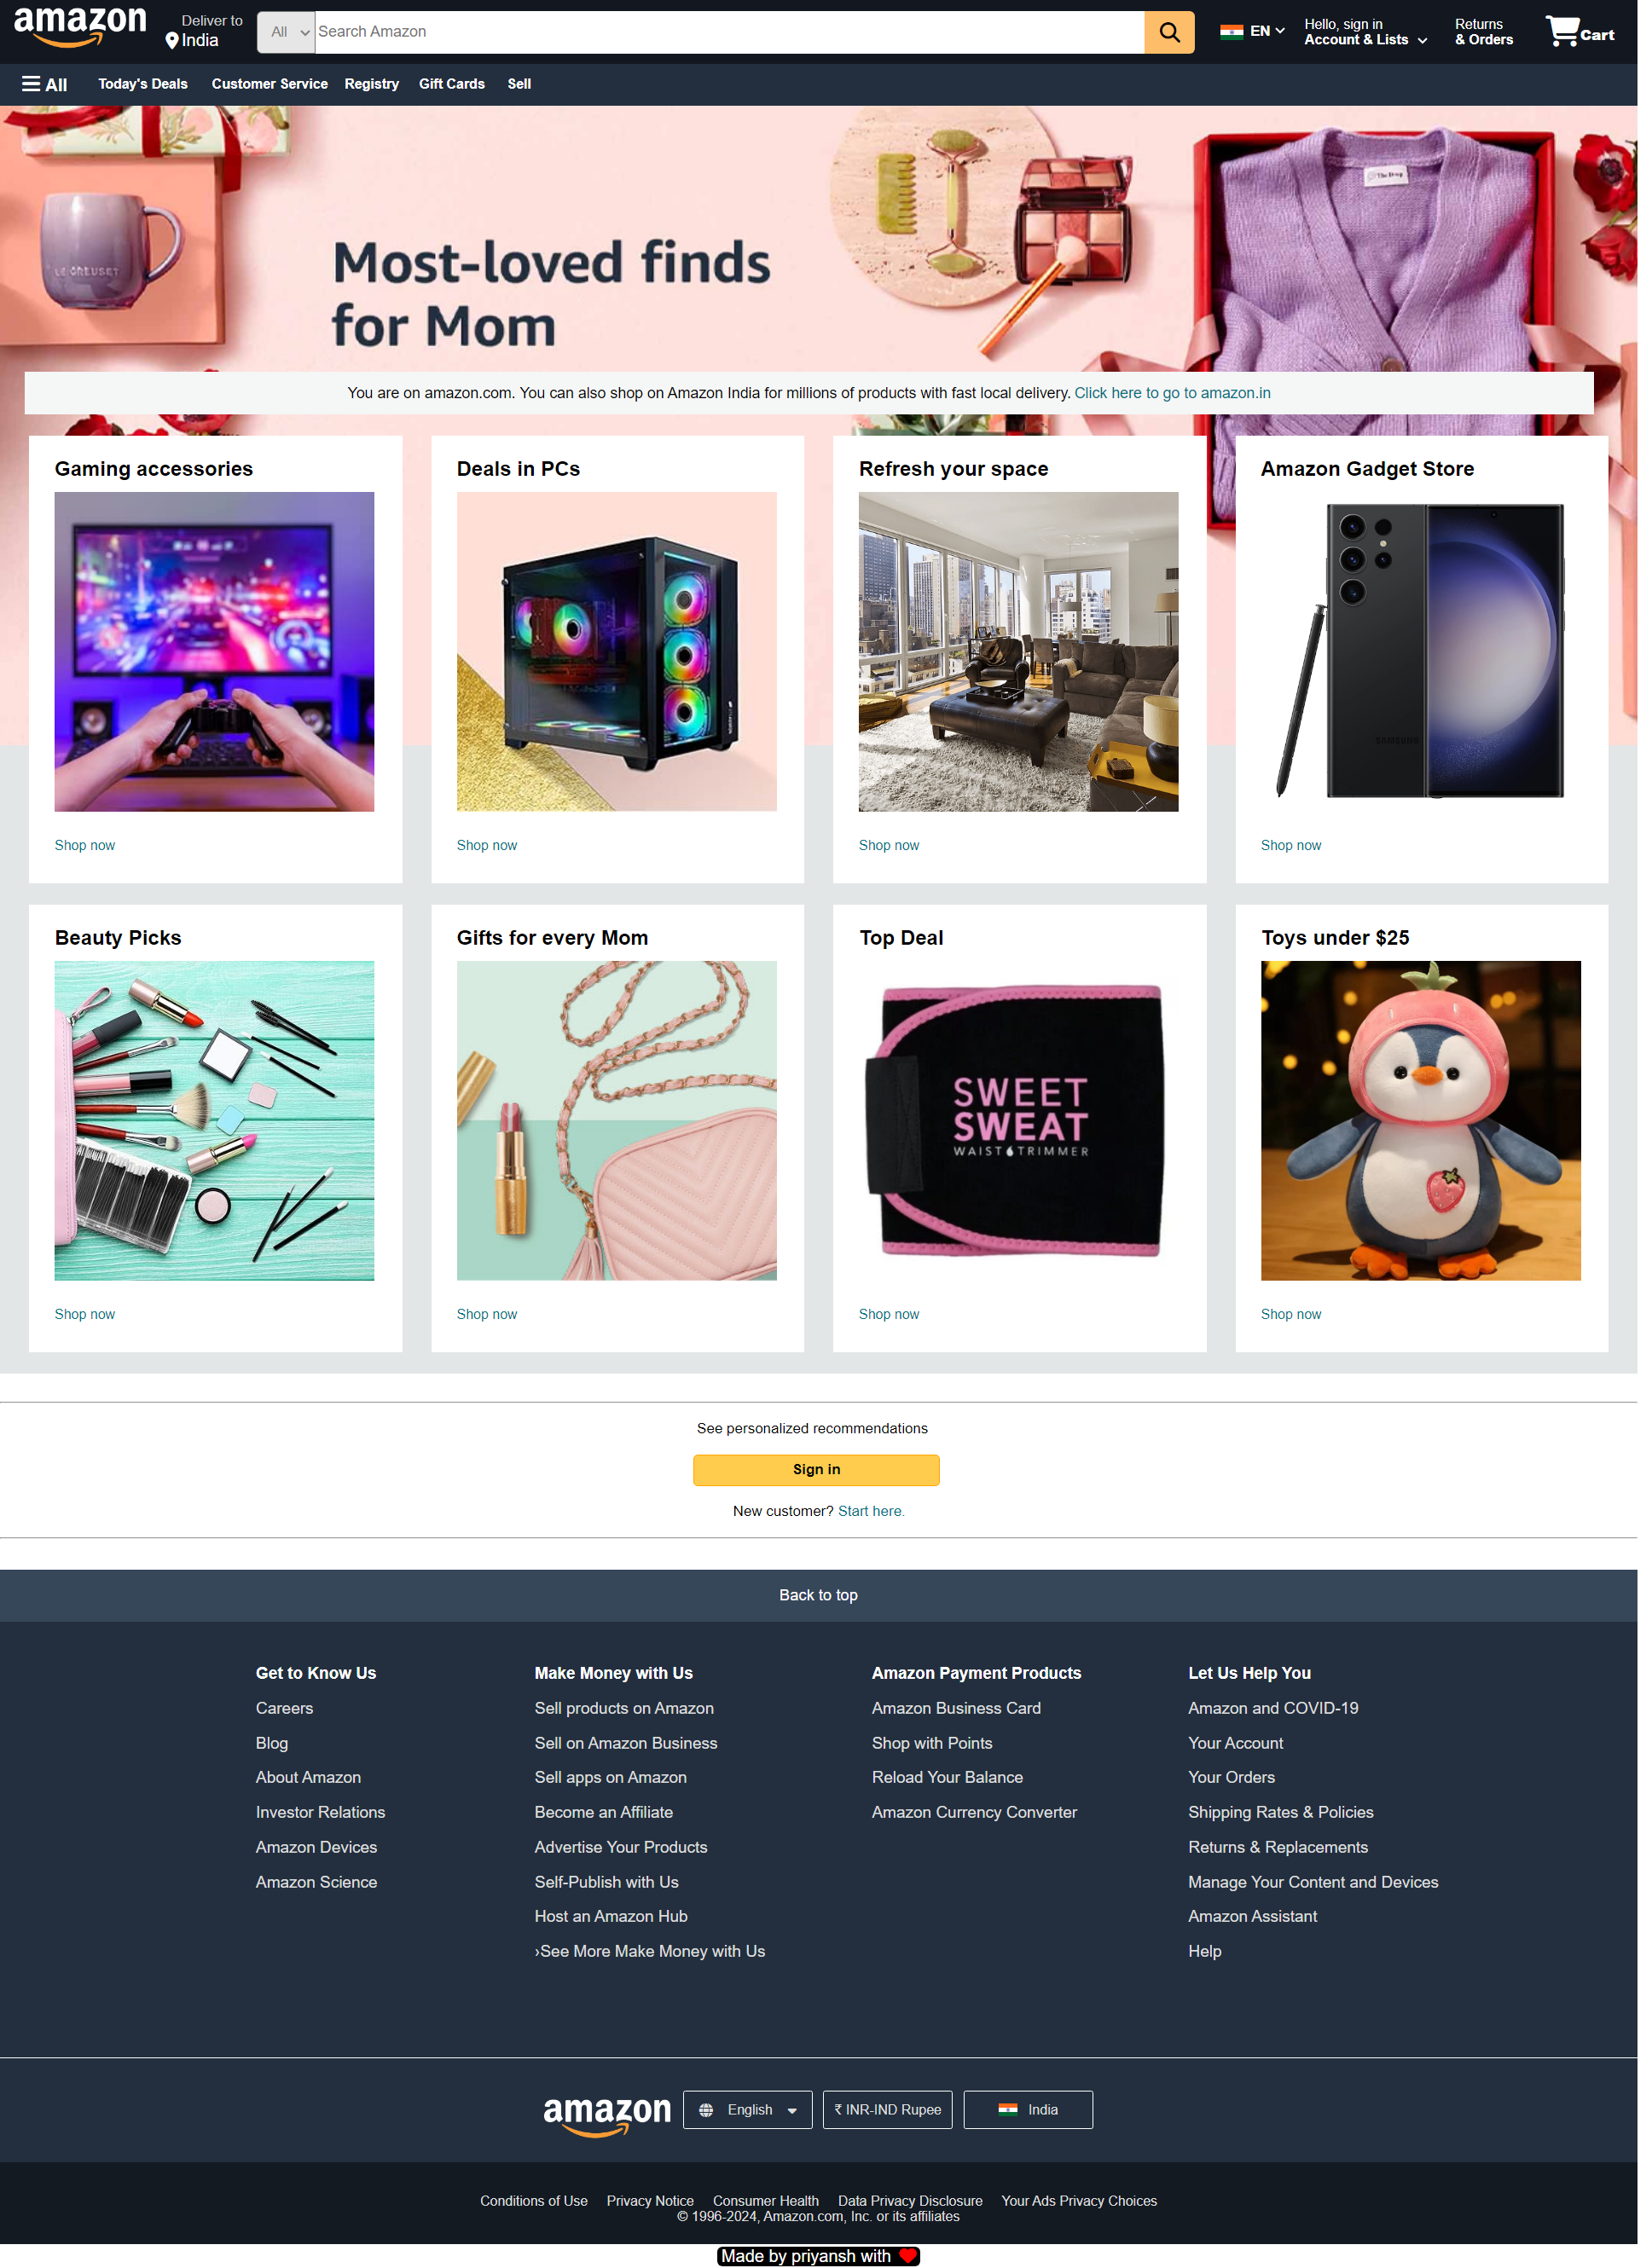 amazon
Deliver to
India
All
Search Amazon
EN
Hello, sign in
Account & Lists
Returns
& Orders
Cart
All
Today's Deals
Customer Service
Registry
Gift Cards
Sell
LE CREUSET
The Drop
Most-loved finds
for Mom
You are on amazon.com. You can also shop on Amazon India for millions of products with fast local delivery. Click here to go to amazon.in
Gaming accessories
Deals in PCs
Refresh your space
Amazon Gadget Store
SAMSUNG
Shop now
Shop now
Shop now
Shop now
Beauty Picks
Gifts for every Mom
Top Deal
Toys under $25
SWEET
SWEAT
WAIST TRIMMER
Shop now
Shop now
Shop now
Shop now
See personalized recommendations
Sign in
New customer? Start here.
Back to top
Get to Know Us
Careers
Blog
About Amazon
Investor Relations
Amazon Devices
Amazon Science
Make Money with Us
Sell products on Amazon
Sell on Amazon Business
Sell apps on Amazon
Become an Affiliate
Advertise Your Products
Self-Publish with Us
Host an Amazon Hub
›See More Make Money with Us
Amazon Payment Products
Amazon Business Card
Shop with Points
Reload Your Balance
Amazon Currency Converter
Let Us Help You
Amazon and COVID-19
Your Account
Your Orders
Shipping Rates & Policies
Returns & Replacements
Manage Your Content and Devices
Amazon Assistant
Help
amazon
English
₹ INR-IND Rupee
India
Conditions of Use
Privacy Notice
Consumer Health
Data Privacy Disclosure
Your Ads Privacy Choices
© 1996-2024, Amazon.com, Inc. or its affiliates
Made by priyansh with ❤